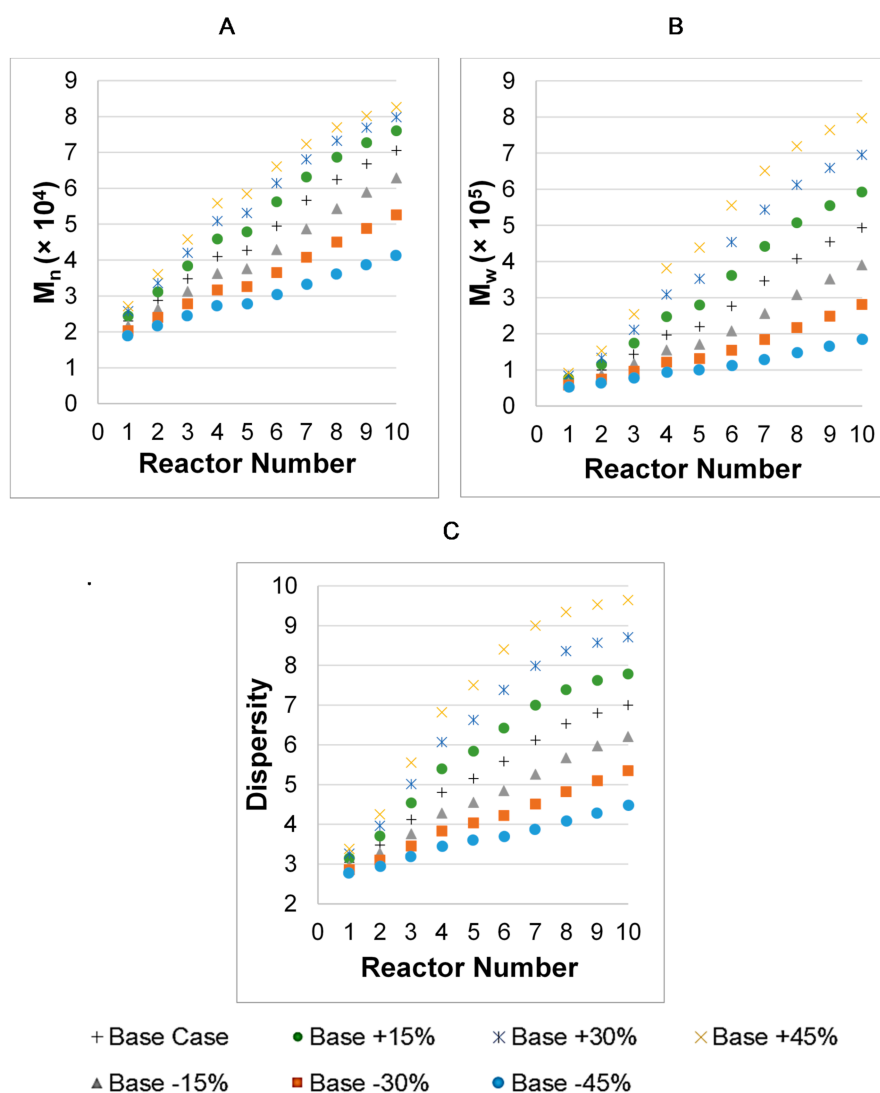 A
B
9
8
7
6
5
4
3
2
1
0
Mn (× 10⁴)
0 1 2 3 4 5 6 7 8 9 10
Reactor Number
9
8
7
6
5
4
3
2
1
0
Mw (× 10⁵)
0 1 2 3 4 5 6 7 8 9 10
Reactor Number
C
10
9
8
7
6
5
4
3
2
Dispersity
0 1 2 3 4 5 6 7 8 9 10
Reactor Number
Base Case Base +15% Base +30% Base +45%
Base -15% Base -30% Base -45%